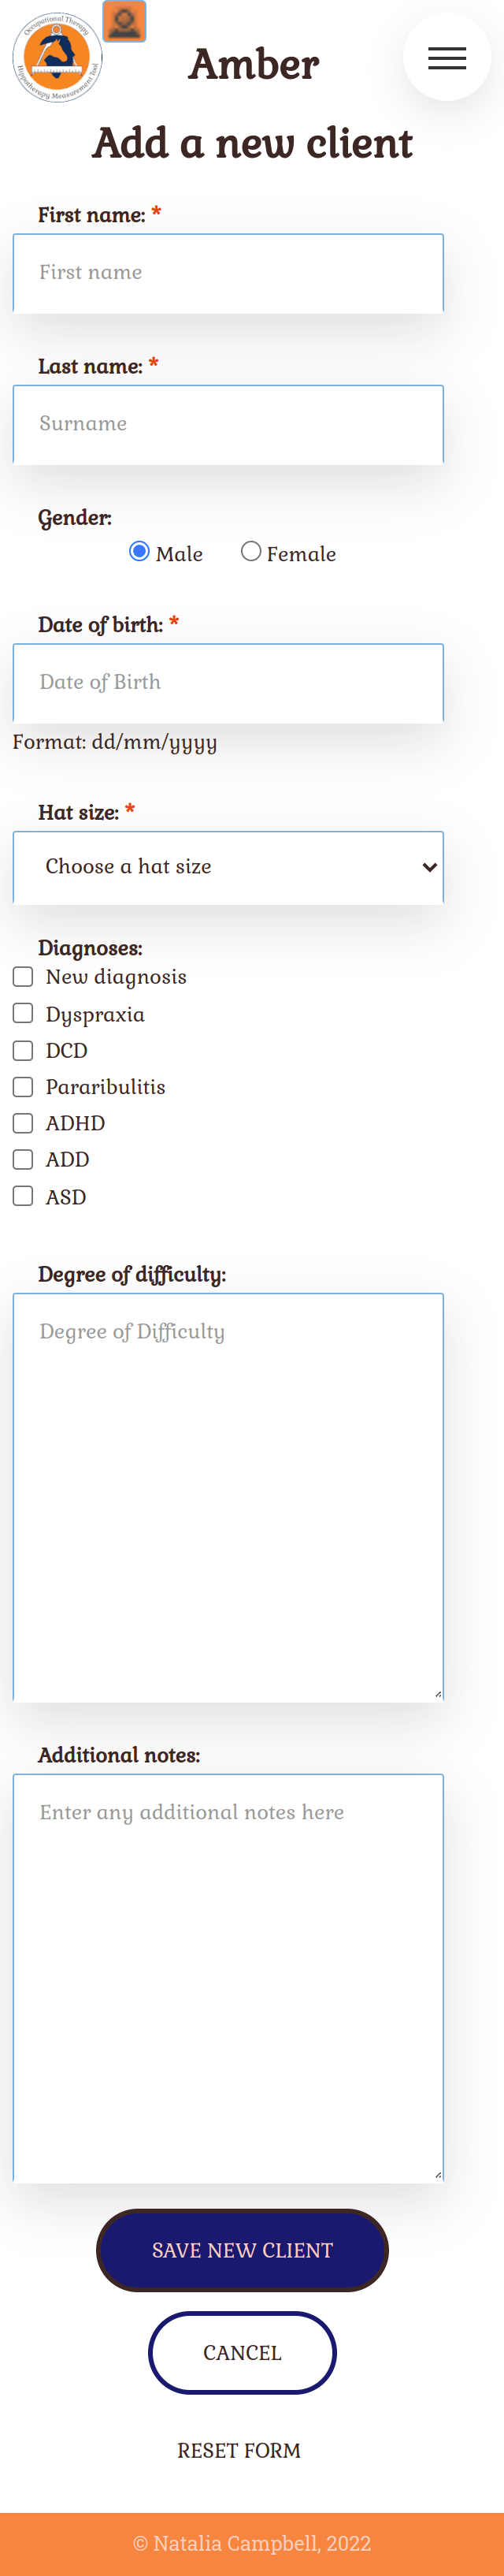 Occupational Therapy
Hippotherapy Measurement Tool
Amber
Add a new client
First name: *
First name
Last name: *
Surname
Gender:
Male Female
Date of birth: *
Date of Birth
Format: dd/mm/yyyy
Hat size: *
Choose a hat size
Diagnoses:
New diagnosis
Dyspraxia
DCD
Pararibulitis
ADHD
ADD
ASD
Degree of difficulty:
Degree of Difficulty
Additional notes:
Enter any additional notes here
SAVE NEW CLIENT
CANCEL
RESET FORM
© Natalia Campbell, 2022